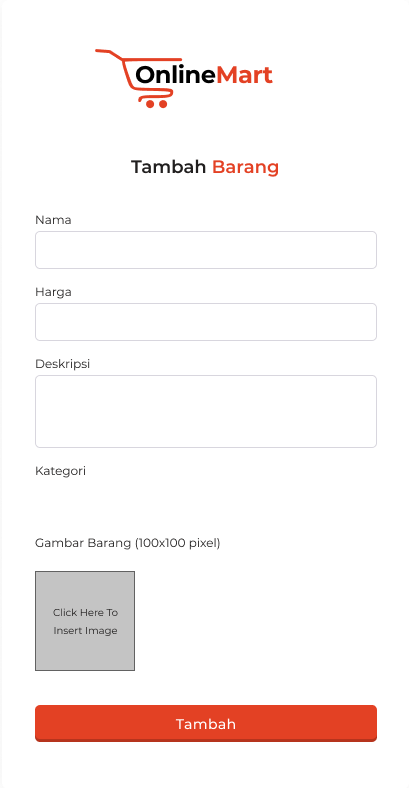 OnlineMart
Tambah Barang
Nama
Harga
Deskripsi
Kategori
Gambar Barang (100x100 pixel)
Click Here To
Insert Image
Tambah